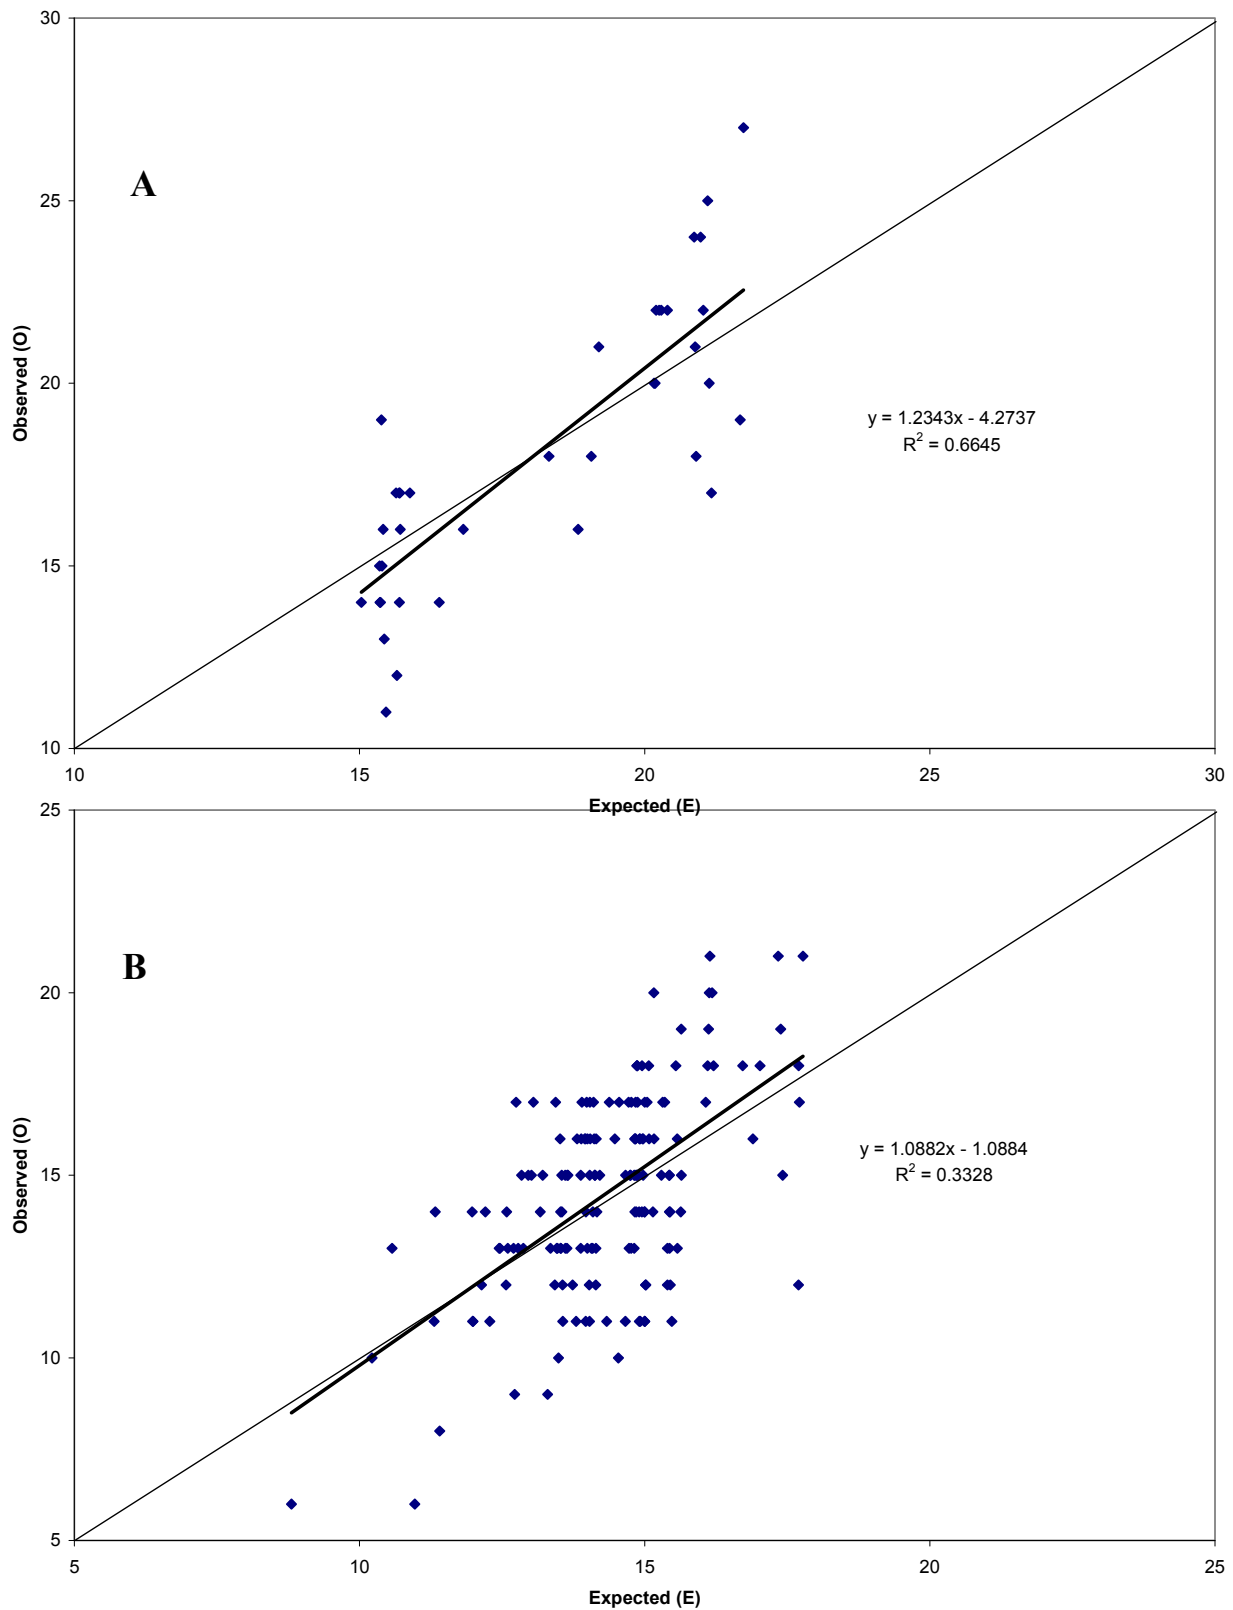 30
A
25
Observed (O)
20
y = 1.2343x - 4.2737
R² = 0.6645
15
10
10 15 20 25 30
Expected (E)
25
B
20
Observed (O)
15
y = 1.0882x - 1.0884
R² = 0.3328
10
5
5 10 15 20 25
Expected (E)